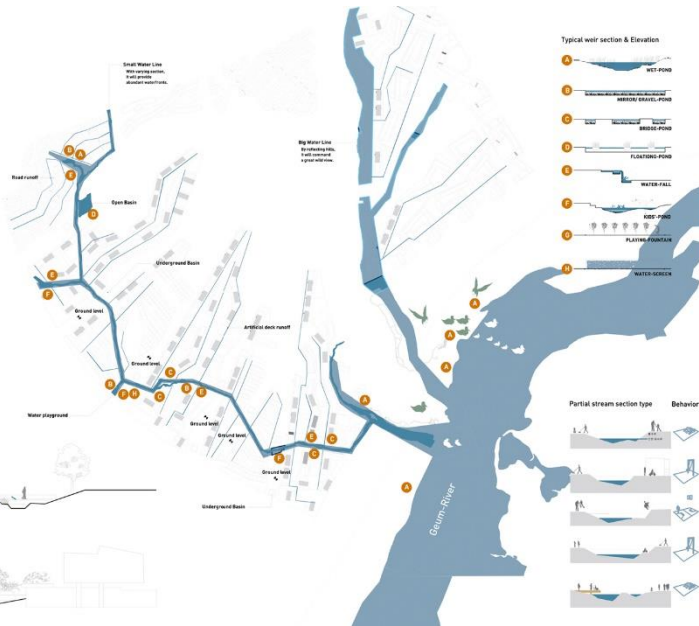 Small Water Line
With varying section,
it will provide
abundant waterfronts.
Road runoff
B
A
E
Open Basin
D
Underground Basin
E
F
Ground level
Artificial deck runoff
Ground level
C
B
F
H
C
B
E
Water playground
Ground level
Ground level
E
C
F
C
Ground level
Underground Basin
Big Water Line
By reflecting hills,
it will command
a great wild view.
A
A
A
A
A
Geum-River
Typical weir section & Elevation
A
WET-POND
B
MIRROR/ GRAVEL-POND
C
BRIDGE-POND
D
FLOATIGNG-POND
E
WATER-FALL
F
KIDS'-POND
G
PLAYING-FOUNTAIN
H
WATER-SCREEN
Partial stream section type
Behavior